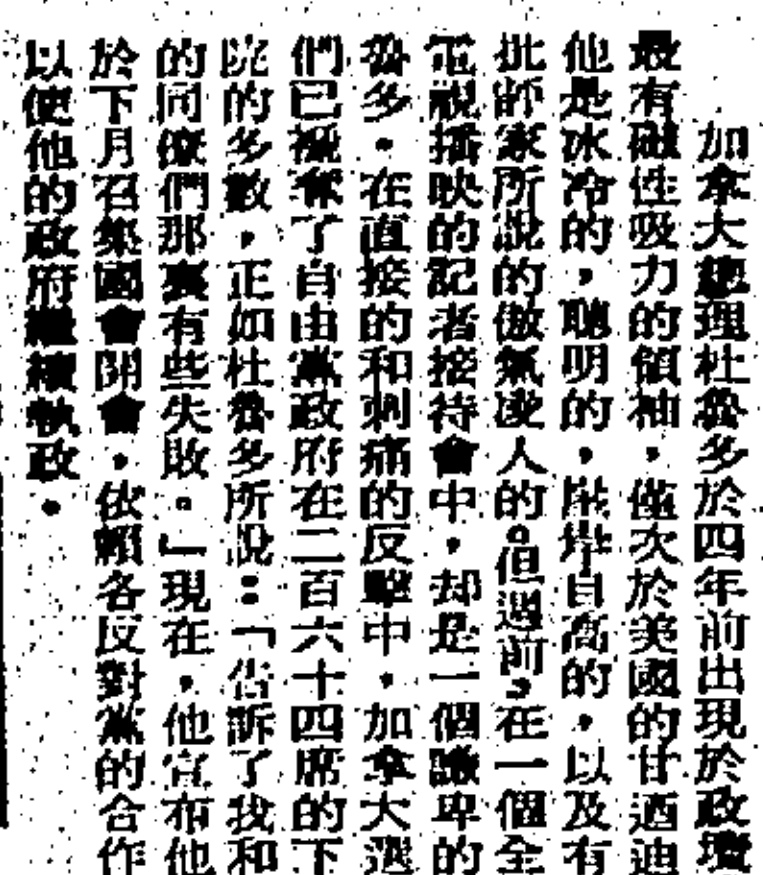 加拿大總理杜魯多於四年前出現於政壇
最有磁性吸力的領袖，僅次於美國的甘迺迪
他是冰冷的，聰明的，岸自高的，以及有
批評家所說的傲氣凌人的。但週前，在一個全
電視播映的記者接待會中，却是一個謙卑的
魯多。在直接的和刺痛的反擊中，加拿大選
們已褫奪了自由黨政府在二百六十四席的下
院的多數，正如杜魯多所說：「告訴了我和
的同僚們那裏有些失敗。」現在，他宣布他
於下月召集國會開會，依賴各反對黨的合作
以使他的政府繼續執政。